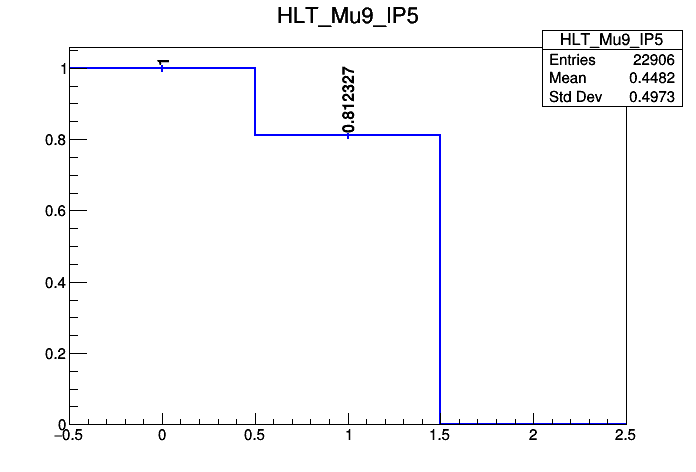 HLT_Mu9_IP5
HLT_Mu9_IP5
Entries 22906
Mean 0.4482
Std Dev 0.4973
1
0.812327
1
0.8
0.6
0.4
0.2
0
−0.5 0 0.5 1 1.5 2 2.5